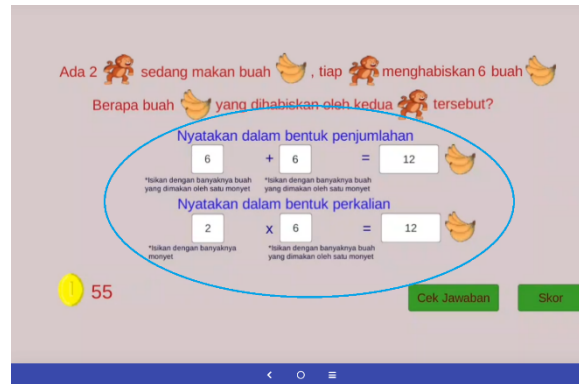 Ada 2 sedang makan buah , tiap menghabiskan 6 buah
Berapa buah yang dihabiskan oleh kedua tersebut?
Nyatakan dalam bentuk penjumlahan
6 + 6 = 12
*Isikan dengan banyaknya buah yang dimakan oleh satu monyet
*Isikan dengan banyaknya buah yang dimakan oleh satu monyet
Nyatakan dalam bentuk perkalian
2 x 6 = 12
*Isikan dengan banyaknya monyet
*Isikan dengan banyaknya buah yang dimakan oleh satu monyet
55
Cek Jawaban
Skor